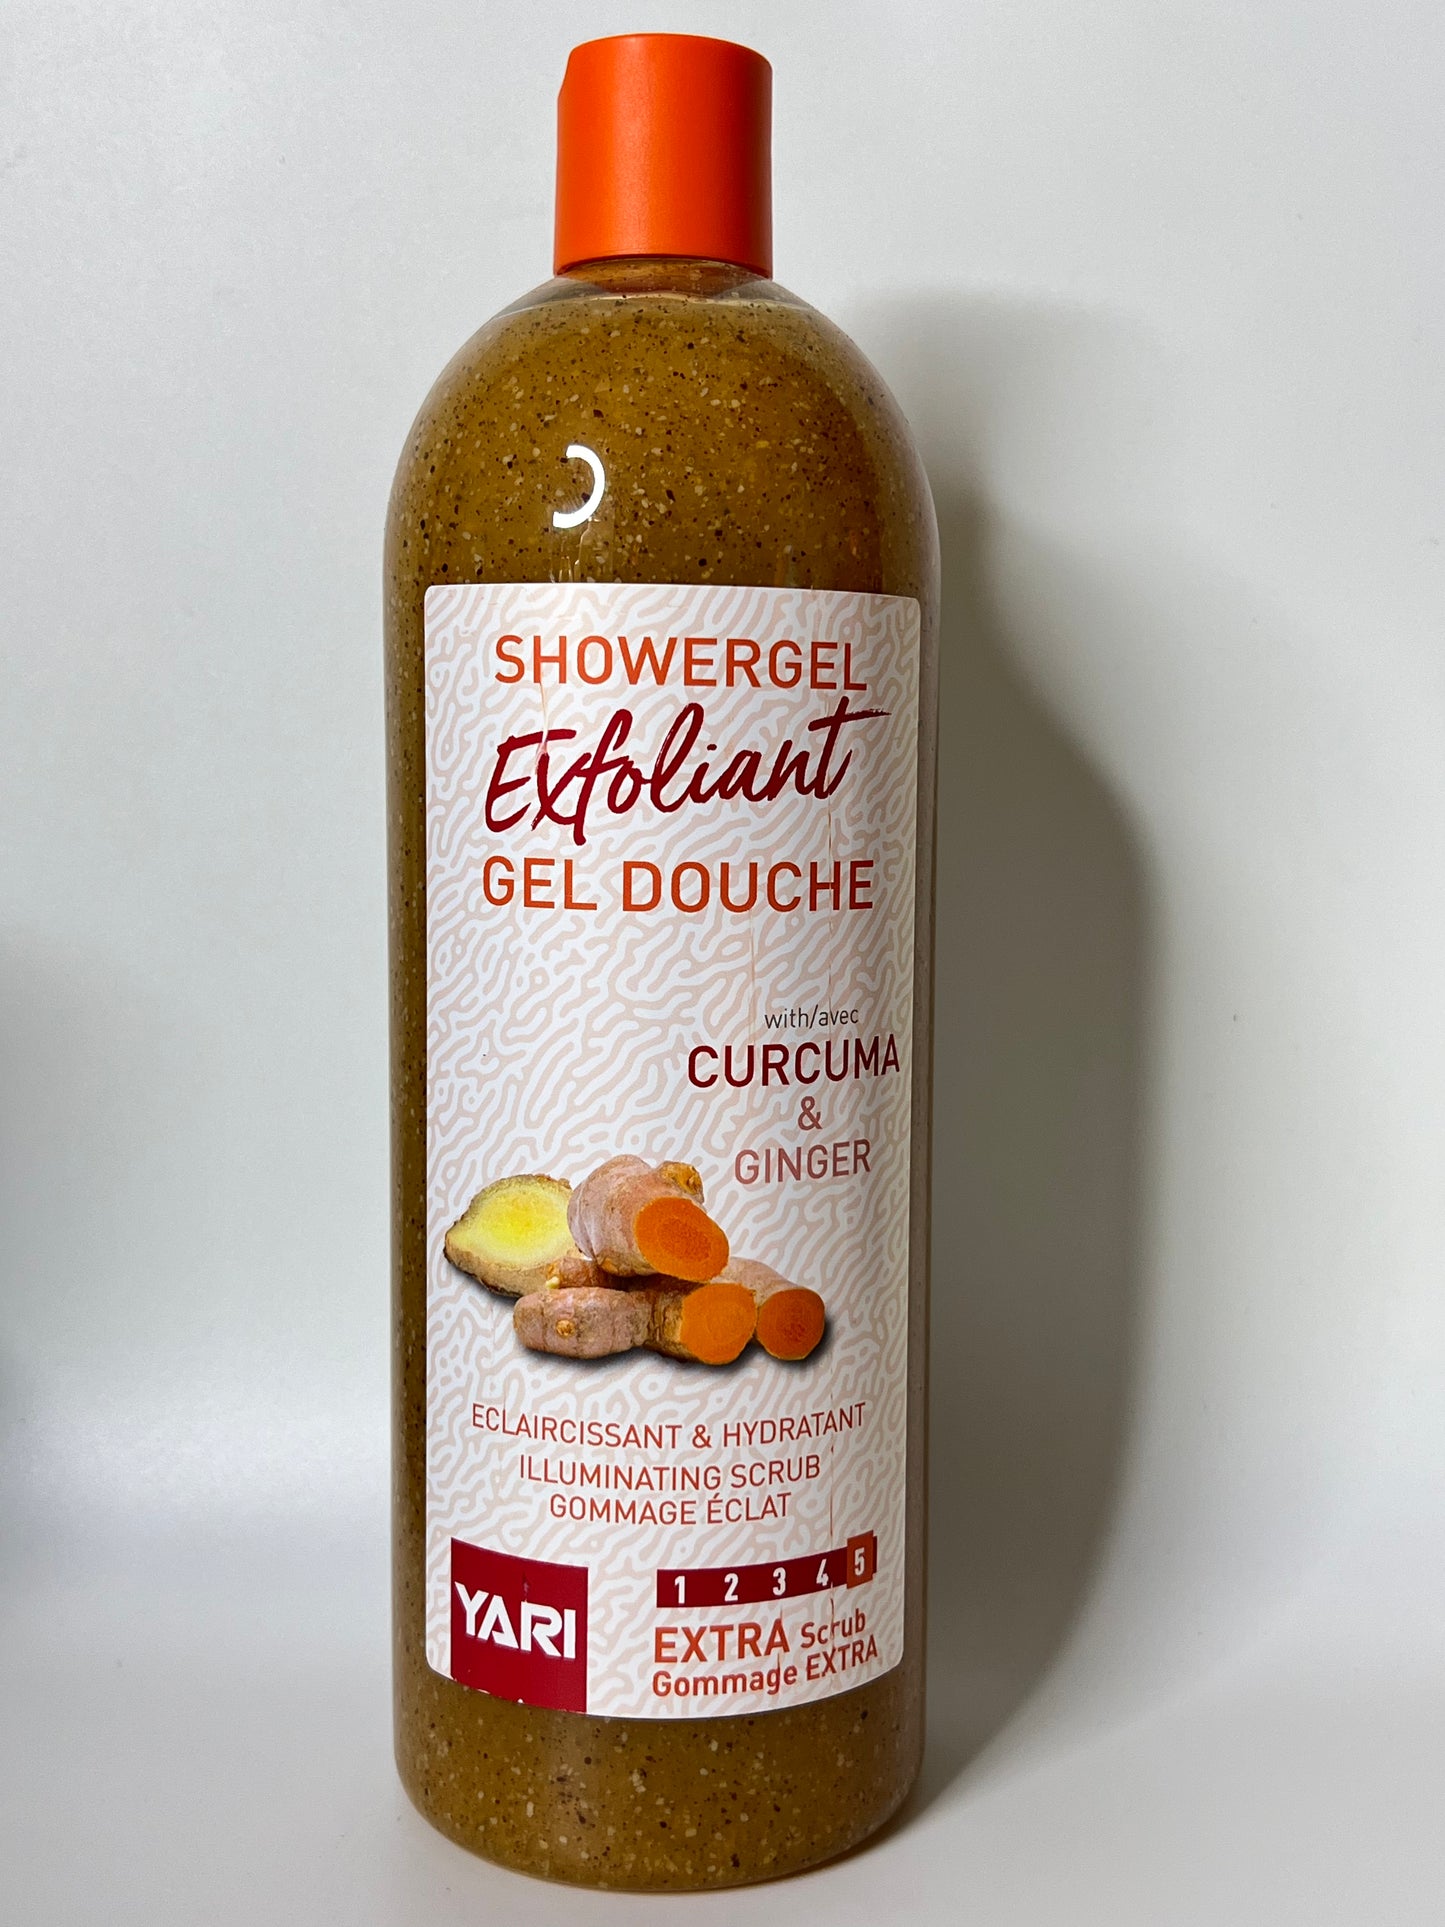 SHOWERGEL
Exfoliant
GEL DOUCHE
with/avec
CURCUMA
&
GINGER
ECLAIRCISSANT & HYDRATANT
ILLUMINATING SCRUB
GOMMAGE ÉCLAT
YARI
1 2 3 4 5
EXTRA Scrub
Gommage EXTRA